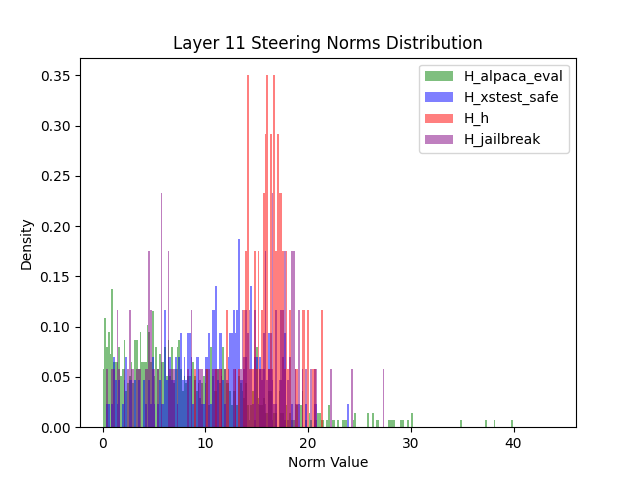 Layer 11 Steering Norms Distribution
H_alpaca_eval
H_xstest_safe
H_h
H_jailbreak
Density
0.35
0.30
0.25
0.20
0.15
0.10
0.05
0.00
0 10 20 30 40
Norm Value